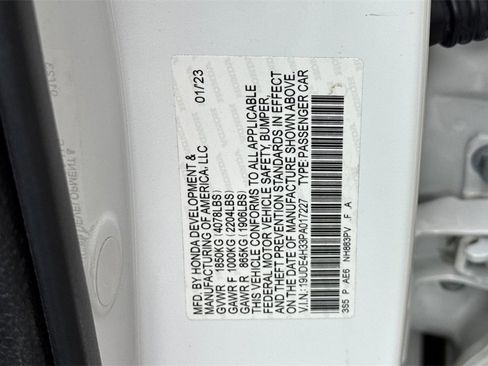 01/23
MFD. BY HONDA DEVELOPMENT &
MANUFACTURING OF AMERICA, LLC
GVWR 1850KG (4078LBS)
GAWR F 1000KG (2204LBS)
GAWR R 865KG (1906LBS)
THIS VEHICLE CONFORMS TO ALL APPLICABLE
FEDERAL MOTOR VEHICLE SAFETY, BUMPER,
AND THEFT PREVENTION STANDARDS IN EFFECT
ON THE DATE OF MANUFACTURE SHOWN ABOVE.
V.I.N.: 19UDE4H33PA017227 TYPE:PASSENGER CAR
3S5 P AE6 NH883PV F A